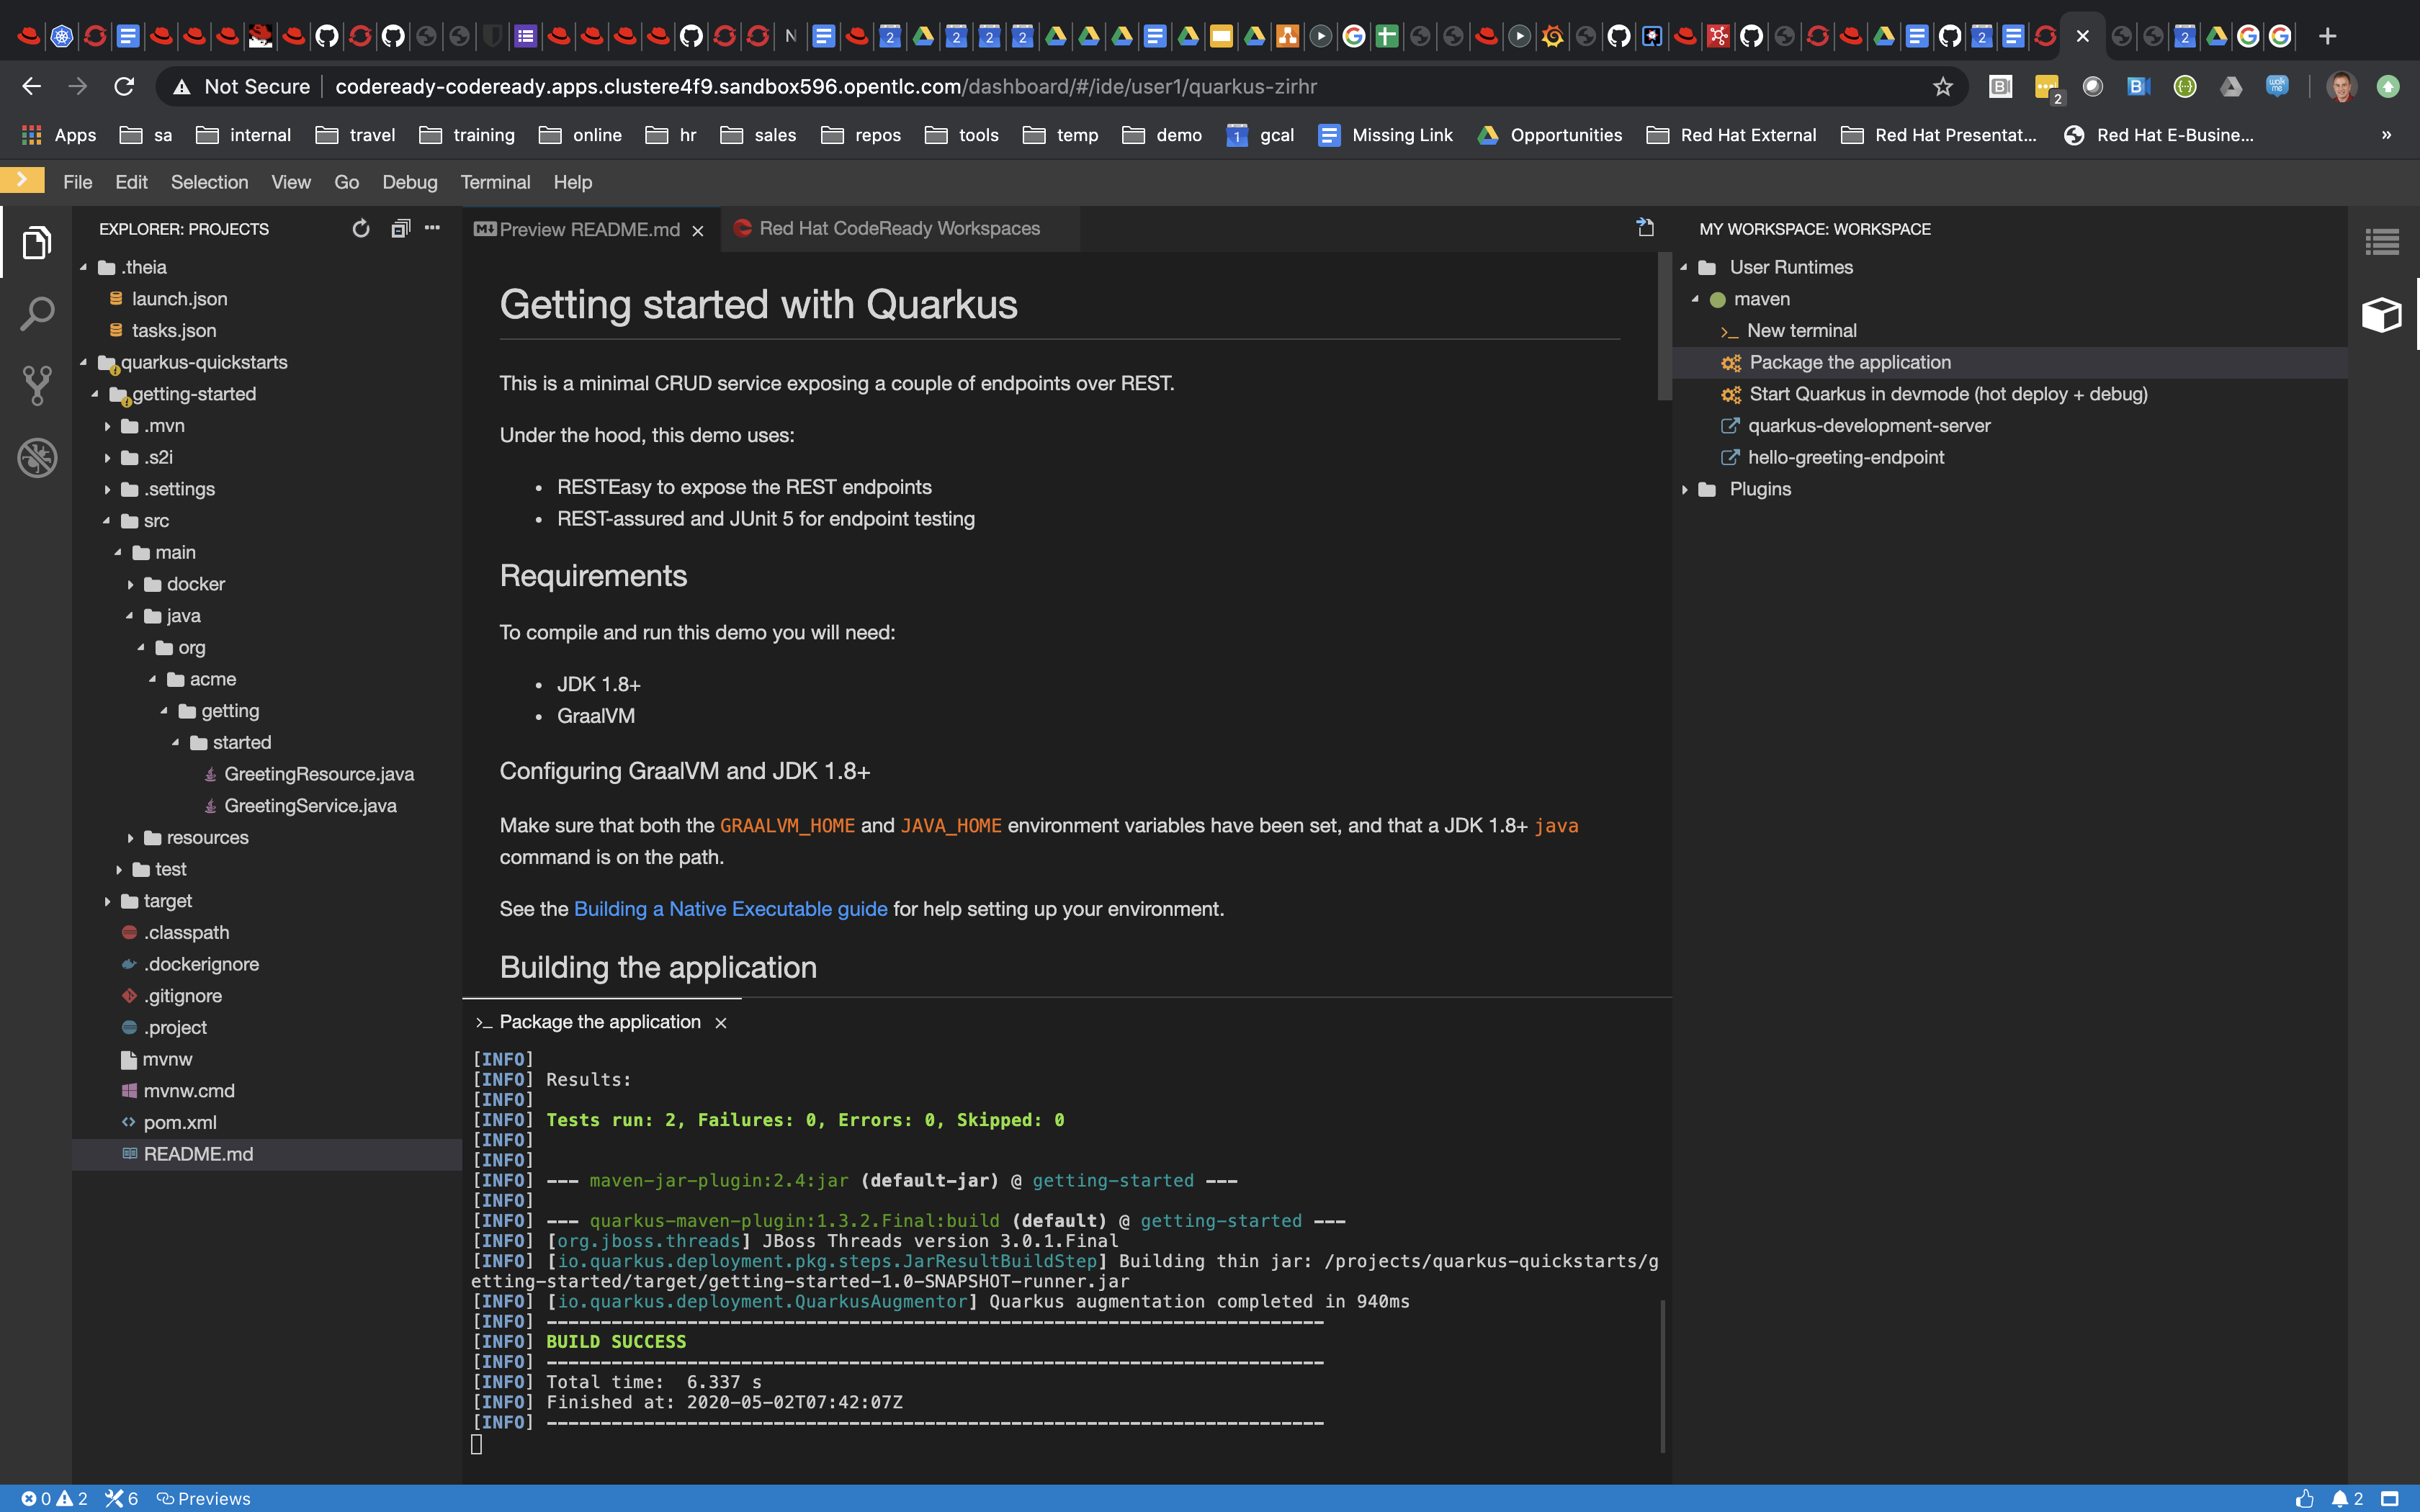 Not Secure codeready-codeready.apps.clustere4f9.sandbox596.opentlc.com/dashboard/#/ide/user1/quarkus-zirhr
Apps sa internal travel training online hr sales repos tools temp demo gcal Missing Link Opportunities Red Hat External Red Hat Presentat... Red Hat E-Busine... »
File Edit Selection View Go Debug Terminal Help
EXPLORER: PROJECTS
.theia
launch.json
tasks.json
quarkus-quickstarts
getting-started
.mvn
.s2i
.settings
src
main
docker
java
org
acme
getting
started
GreetingResource.java
GreetingService.java
resources
test
target
.classpath
.dockerignore
.gitignore
.project
mvnw
mvnw.cmd
pom.xml
README.md
Preview README.md Red Hat CodeReady Workspaces
Getting started with Quarkus
This is a minimal CRUD service exposing a couple of endpoints over REST.
Under the hood, this demo uses:
• RESTEasy to expose the REST endpoints
• REST-assured and JUnit 5 for endpoint testing
Requirements
To compile and run this demo you will need:
• JDK 1.8+
• GraalVM
Configuring GraalVM and JDK 1.8+
Make sure that both the GRAALVM_HOME and JAVA_HOME environment variables have been set, and that a JDK 1.8+ java
command is on the path.
See the Building a Native Executable guide for help setting up your environment.
Building the application
Package the application
[INFO]
[INFO] Results:
[INFO]
[INFO] Tests run: 2, Failures: 0, Errors: 0, Skipped: 0
[INFO]
[INFO]
[INFO] --- maven-jar-plugin:2.4:jar (default-jar) @ getting-started ---
[INFO]
[INFO] --- quarkus-maven-plugin:1.3.2.Final:build (default) @ getting-started ---
[INFO] [org.jboss.threads] JBoss Threads version 3.0.1.Final
[INFO] [io.quarkus.deployment.pkg.steps.JarResultBuildStep] Building thin jar: /projects/quarkus-quickstarts/g
etting-started/target/getting-started-1.0-SNAPSHOT-runner.jar
[INFO] [io.quarkus.deployment.QuarkusAugmentor] Quarkus augmentation completed in 940ms
[INFO] ------------------------------------------------------------------------
[INFO] BUILD SUCCESS
[INFO] ------------------------------------------------------------------------
[INFO] Total time:  6.337 s
[INFO] Finished at: 2020-05-02T07:42:07Z
[INFO] ------------------------------------------------------------------------
MY WORKSPACE: WORKSPACE
User Runtimes
maven
New terminal
Package the application
Start Quarkus in devmode (hot deploy + debug)
quarkus-development-server
hello-greeting-endpoint
Plugins
0 2 6 Previews 2